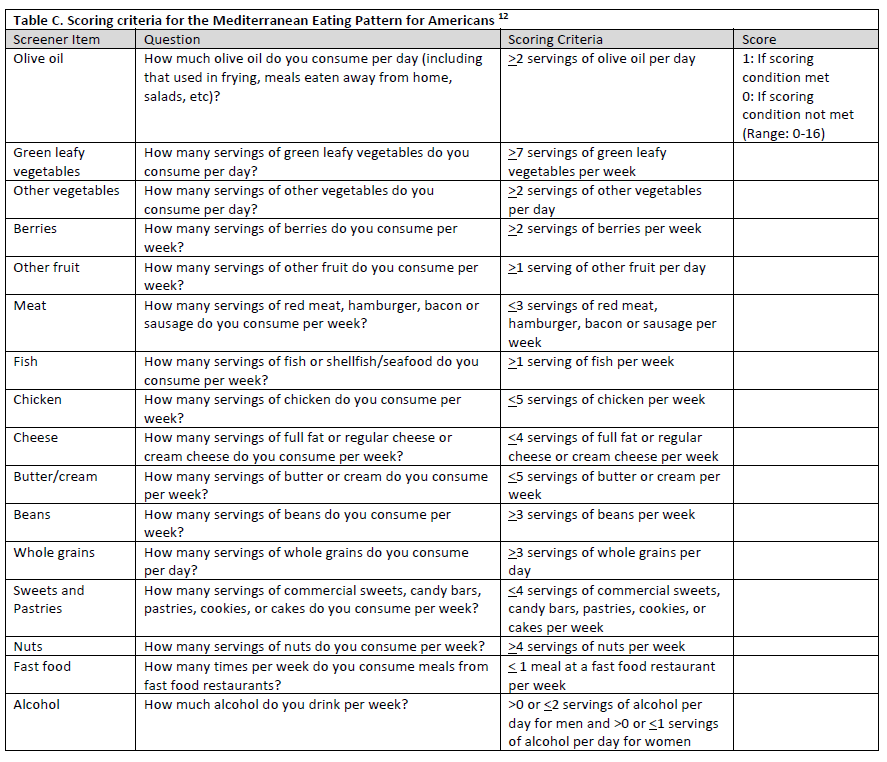 Table C. Scoring criteria for the Mediterranean Eating Pattern for Americans 12
Screener Item Question Scoring Criteria Score
Olive oil How much olive oil do you consume per day (including ≥2 servings of olive oil per day 1: If scoring
that used in frying, meals eaten away from home, condition met
salads, etc)? 0: If scoring
condition not met
(Range: 0-16)
Green leafy How many servings of green leafy vegetables do you ≥7 servings of green leafy
vegetables consume per day? vegetables per week
Other vegetables How many servings of other vegetables do you ≥2 servings of other vegetables
consume per day? per day
Berries How many servings of berries do you consume per ≥2 servings of berries per week
week?
Other fruit How many servings of other fruit do you consume per ≥1 serving of other fruit per day
week?
Meat How many servings of red meat, hamburger, bacon or ≤3 servings of red meat,
sausage do you consume per week? hamburger, bacon or sausage per
week
Fish How many servings of fish or shellfish/seafood do you ≥1 serving of fish per week
consume per week?
Chicken How many servings of chicken do you consume per ≤5 servings of chicken per week
week?
Cheese How many servings of full fat or regular cheese or ≤4 servings of full fat or regular
cream cheese do you consume per week? cheese or cream cheese per week
Butter/cream How many servings of butter or cream do you consume ≤5 servings of butter or cream per
per week? week
Beans How many servings of beans do you consume per ≥3 servings of beans per week
week?
Whole grains How many servings of whole grains do you consume ≥3 servings of whole grains per
per day? day
Sweets and How many servings of commercial sweets, candy bars, ≤4 servings of commercial sweets,
Pastries pastries, cookies, or cakes do you consume per week? candy bars, pastries, cookies, or
cakes per week
Nuts How many servings of nuts do you consume per week? ≥4 servings of nuts per week
Fast food How many times per week do you consume meals from ≤ 1 meal at a fast food restaurant
fast food restaurants? per week
Alcohol How much alcohol do you drink per week? >0 or ≤2 servings of alcohol per
day for men and >0 or ≤1 servings
of alcohol per day for women